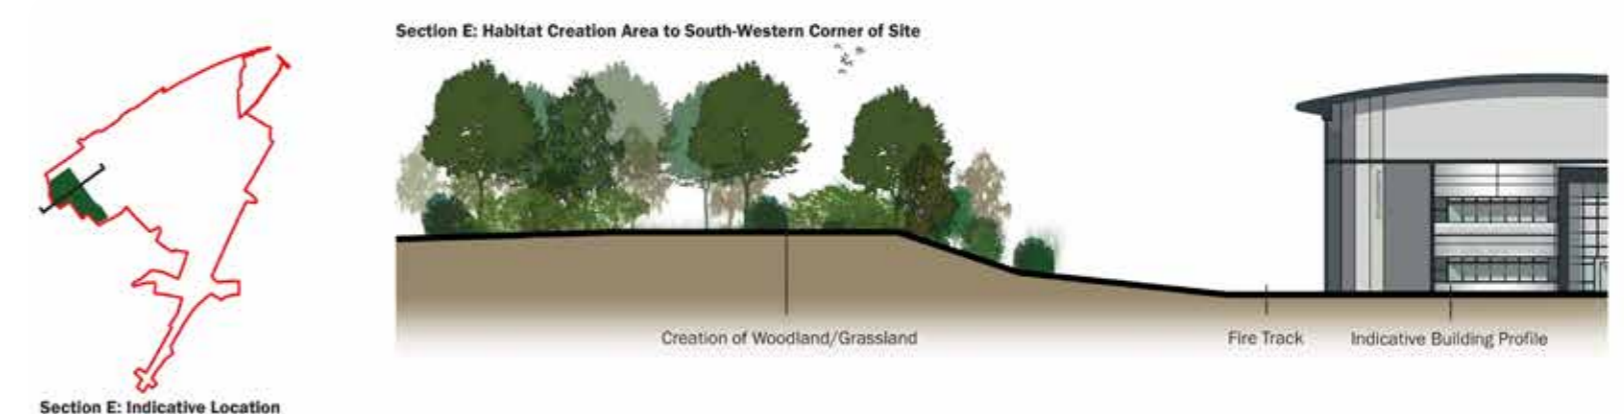 Section E: Habitat Creation Area to South-Western Corner of Site
Creation of Woodland/Grassland
Fire Track
Indicative Building Profile
Section E: Indicative Location